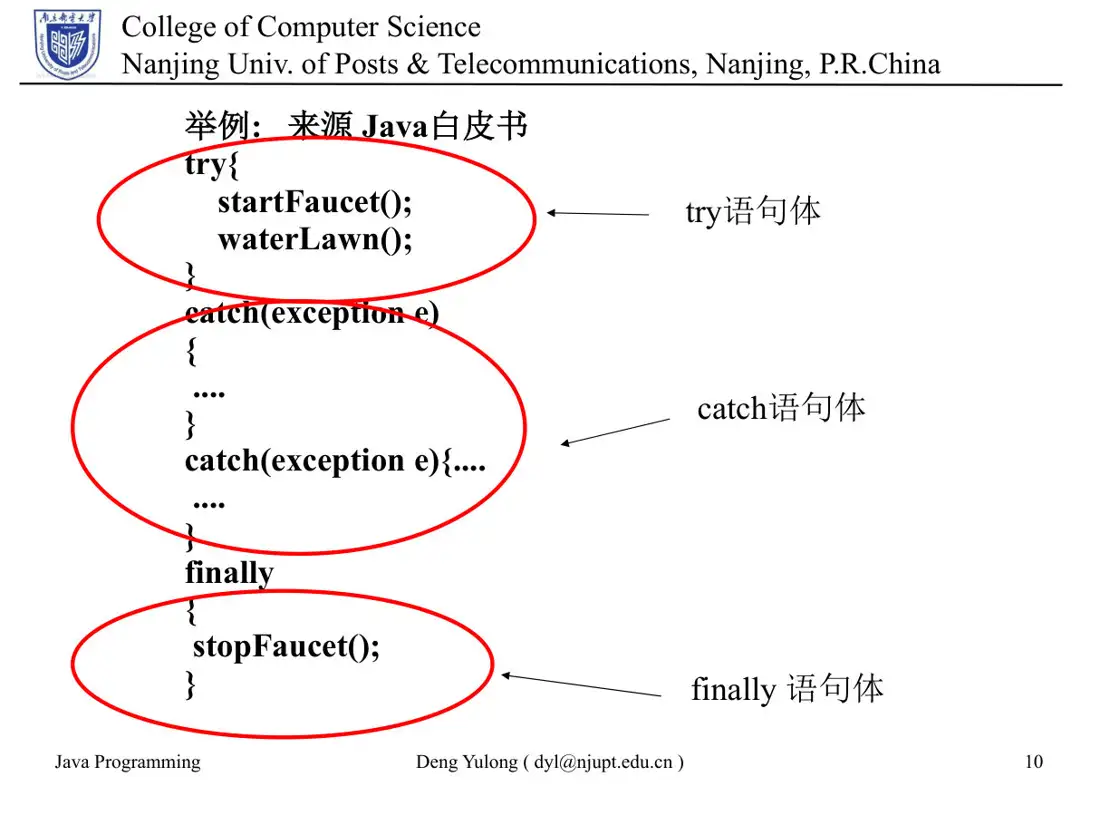 College of Computer Science
Nanjing Univ. of Posts & Telecommunications, Nanjing, P.R.China
举例： 来源 Java白皮书
try{
startFaucet();
waterLawn();
}
catch(exception e)
{
....
}
catch(exception e){....
....
}
finally
{
stopFaucet();
}
try语句体
catch语句体
finally 语句体
Java Programming
Deng Yulong ( dyl@njupt.edu.cn )
10